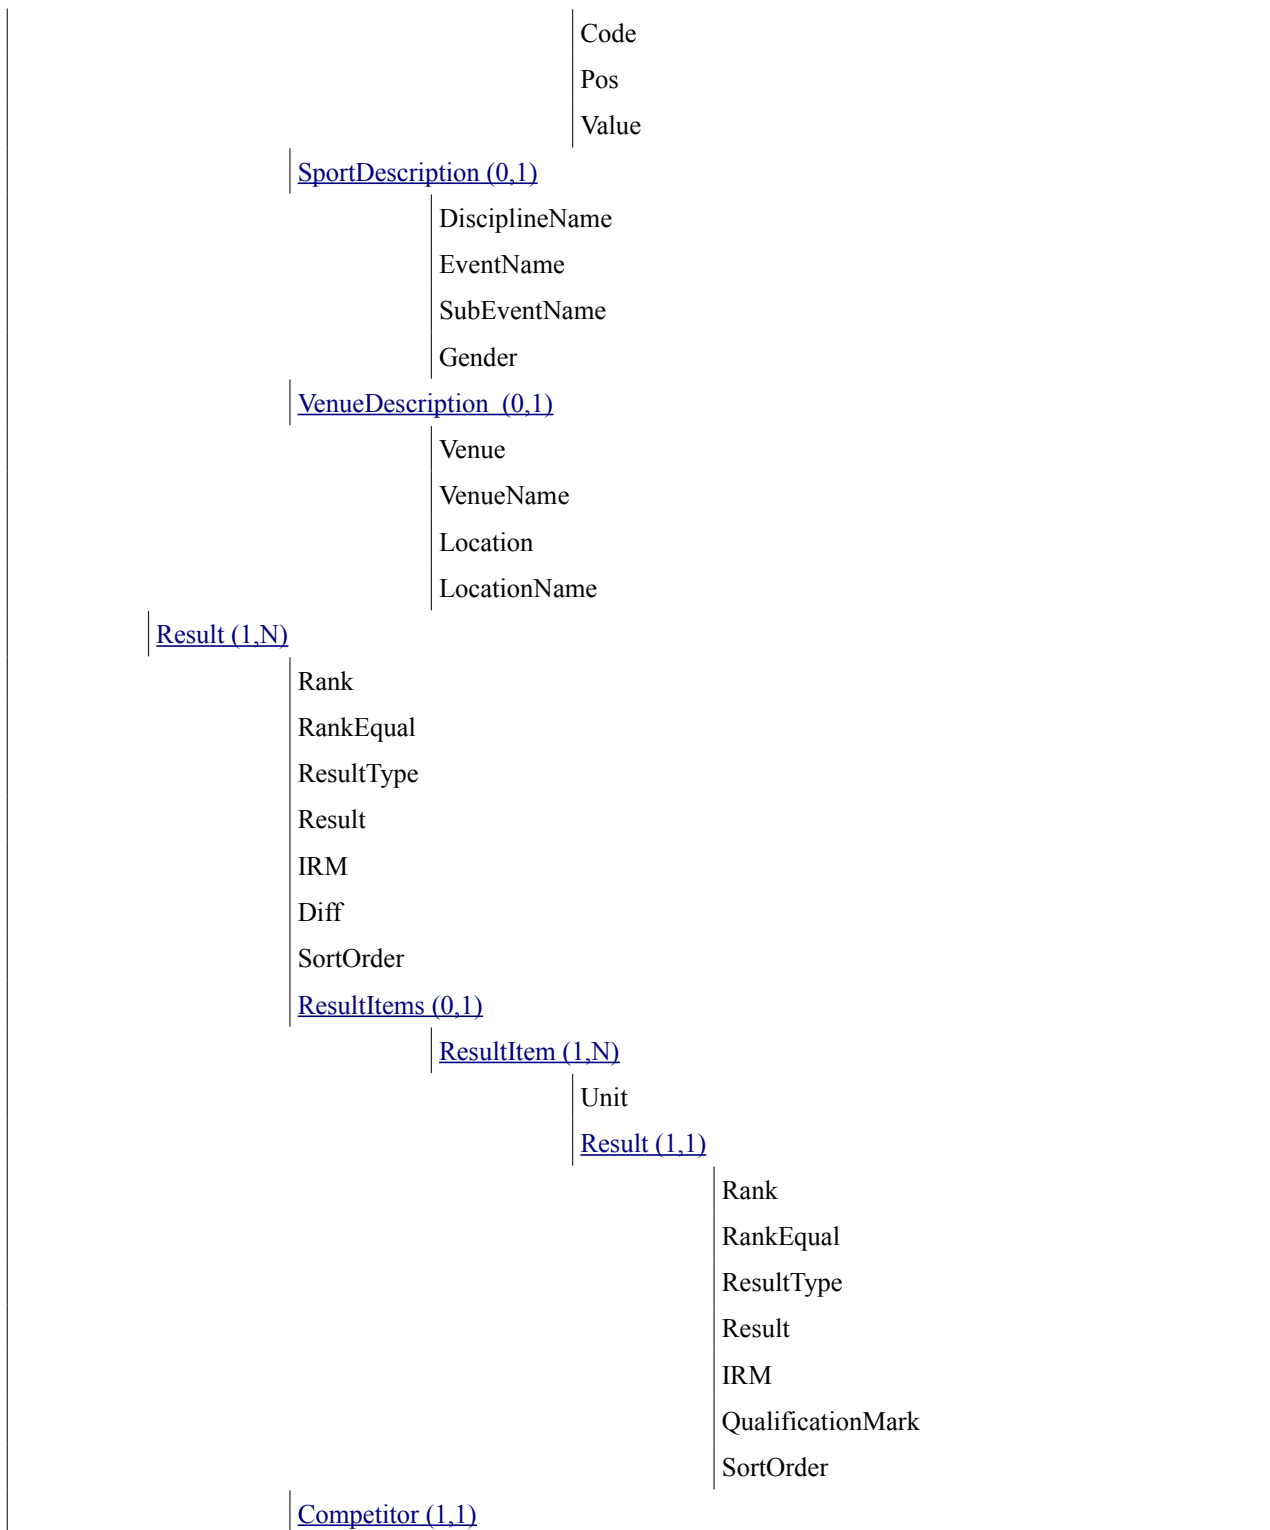 Code
Pos
Value
SportDescription (0,1)
DisciplineName
EventName
SubEventName
Gender
VenueDescription  (0,1)
Venue
VenueName
Location
LocationName
Result (1,N)
Rank
RankEqual
ResultType
Result
IRM
Diff
SortOrder
ResultItems (0,1)
ResultItem (1,N)
Unit
Result (1,1)
Rank
RankEqual
ResultType
Result
IRM
QualificationMark
SortOrder
Competitor (1,1)